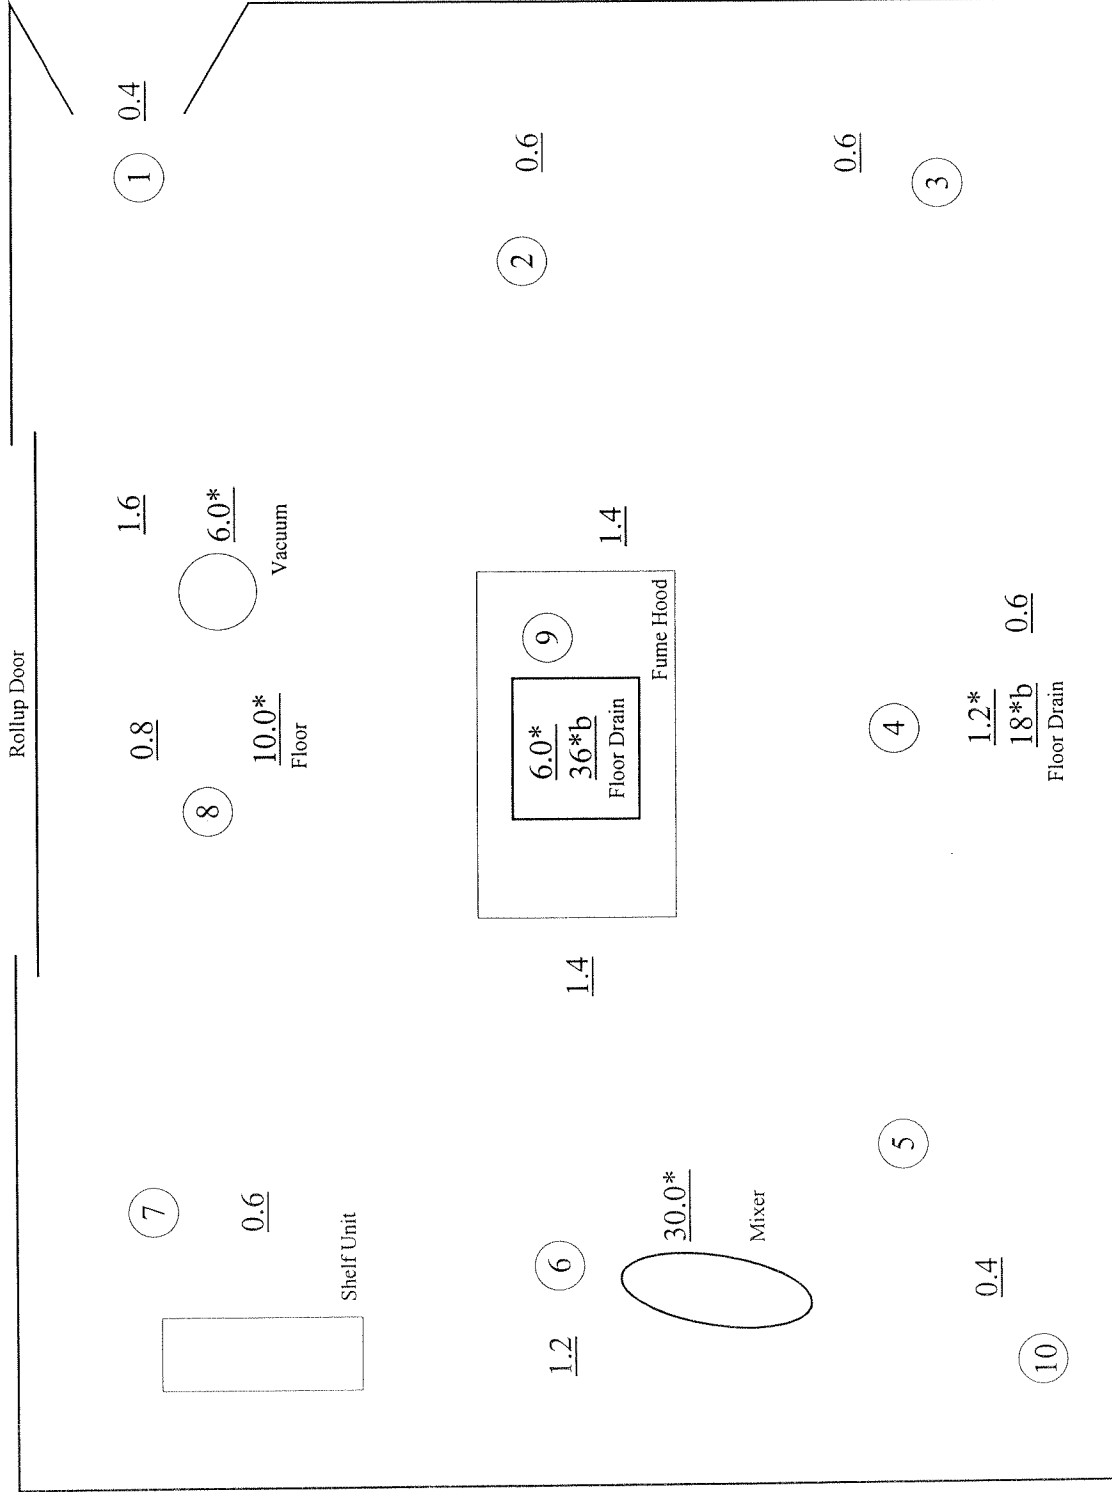 Rollup Door
7
0.8
1.6
1
0.4
8
6.0*
Vacuum
0.6
10.0*
Floor
Shelf Unit
1.2
6
1.4
6.0*
36*b
Floor Drain
9
Fume Hood
1.4
2
0.6
30.0*
Mixer
0.6
3
5
4
0.4
10
1.2*
18*b
Floor Drain
0.6